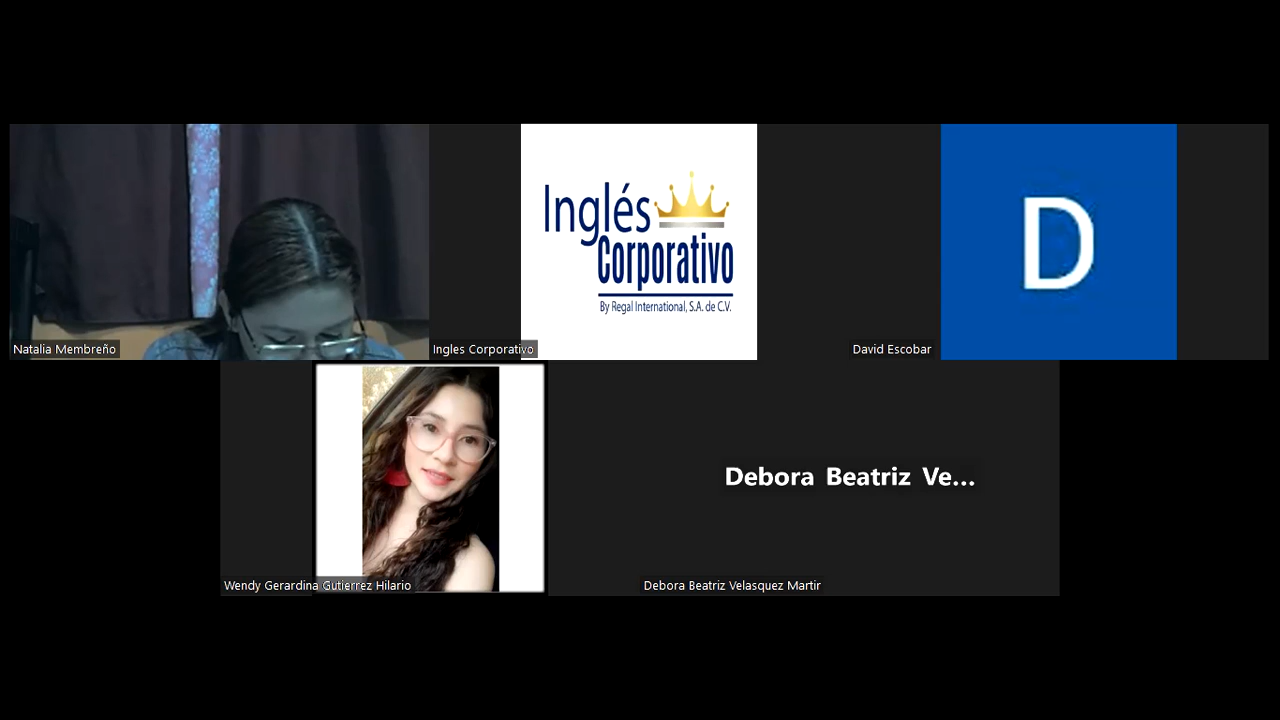 Natalia Membreño
Inglés
Corporativo
By Regal International, S.A. de C.V.
Ingles Corporativo
David Escobar
D
Wendy Gerardina Gutierrez Hilario
Debora Beatriz Ve...
Debora Beatriz Velasquez Martir